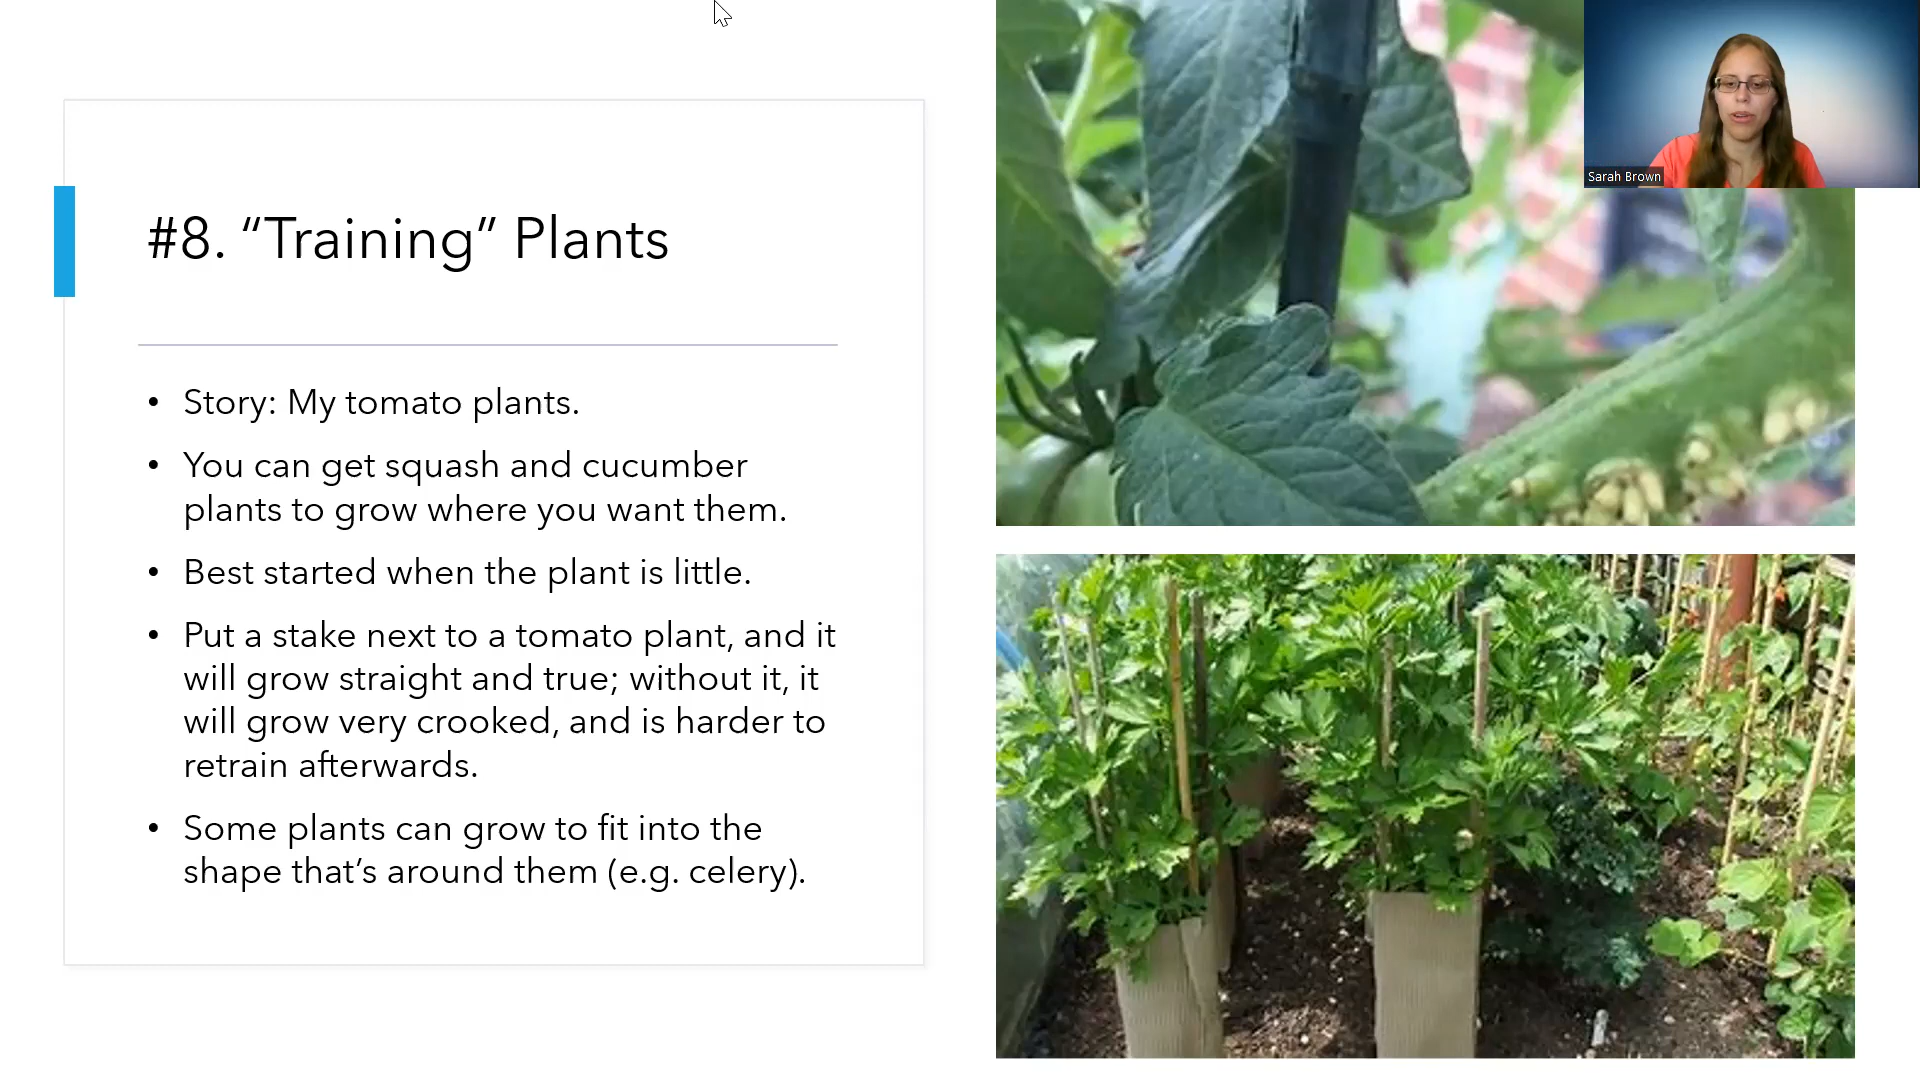 #8. “Training” Plants
• Story: My tomato plants.
• You can get squash and cucumber
plants to grow where you want them.
• Best started when the plant is little.
• Put a stake next to a tomato plant, and it
will grow straight and true; without it, it
will grow very crooked, and is harder to
retrain afterwards.
• Some plants can grow to fit into the
shape that’s around them (e.g. celery).
Sarah Brown